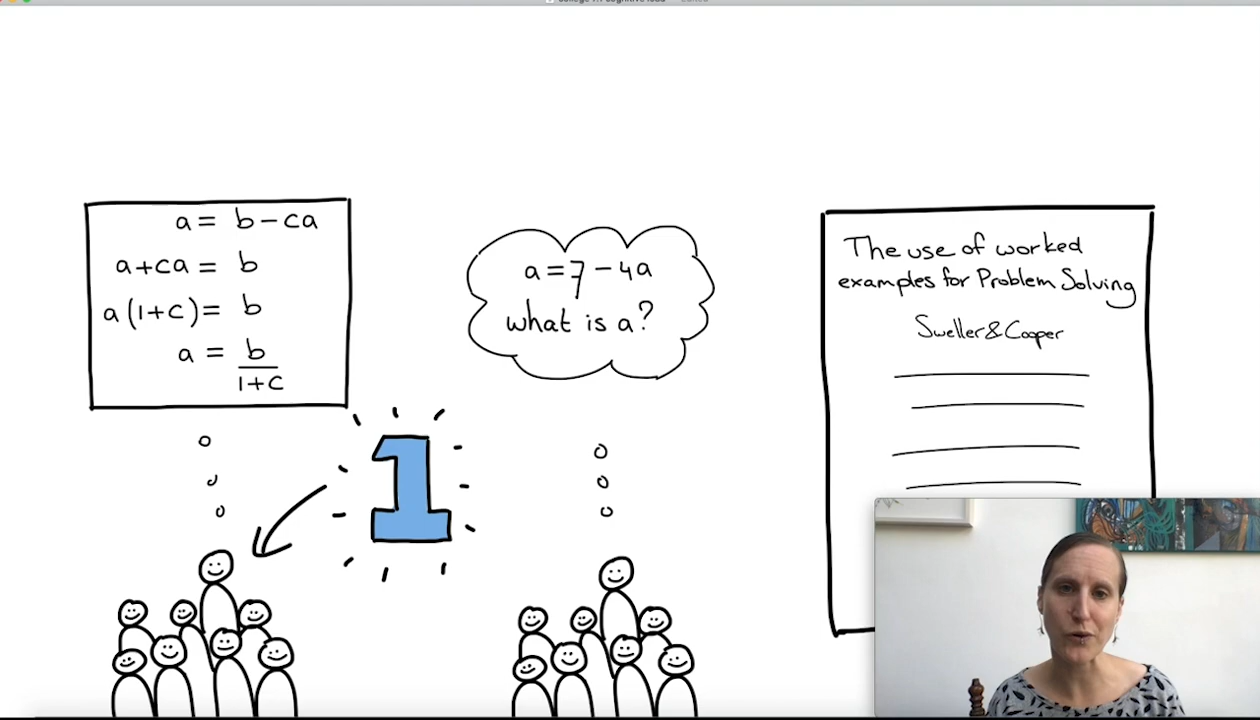 a = b - ca
a + ca = b
a (1+c) = b
a = b
1+c
1
a = 7 - 4a
what is a?
The use of worked
examples for Problem Solving
Sweller & Cooper